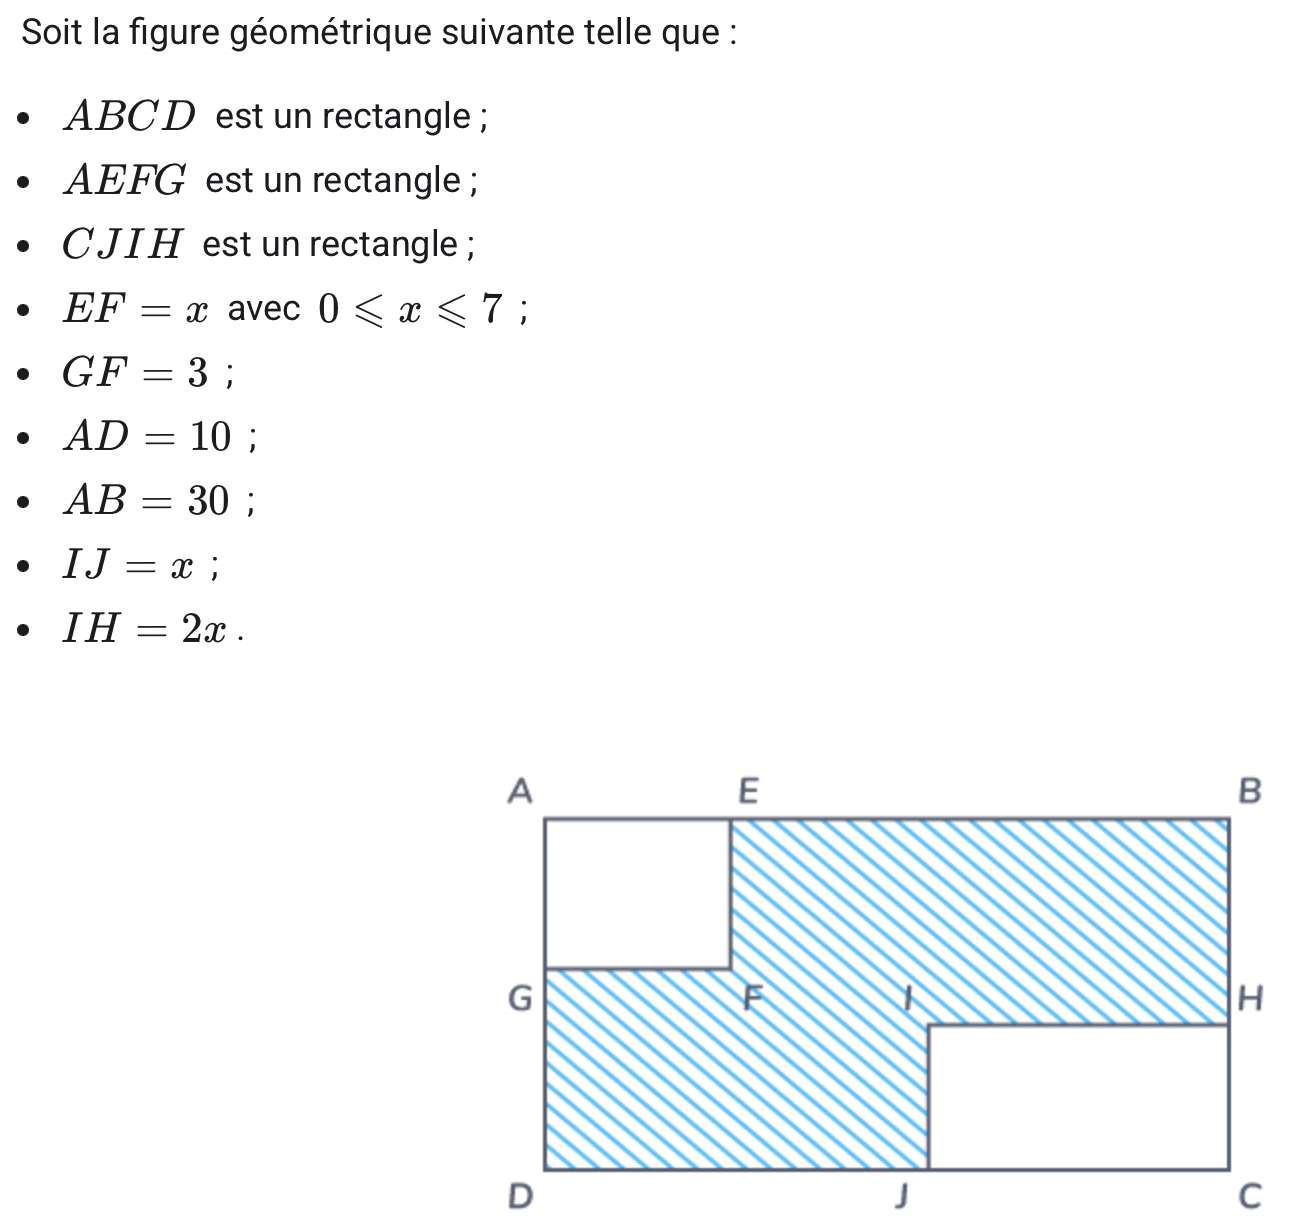 Soit la figure géométrique suivante telle que :
• ABCD est un rectangle ;
• AEFG est un rectangle ;
• CJIH est un rectangle ;
• EF = x avec 0 ⩽ x ⩽ 7 ;
• GF = 3 ;
• AD = 10 ;
• AB = 30 ;
• IJ = x ;
• IH = 2x .
A E B
G F I H
D J C